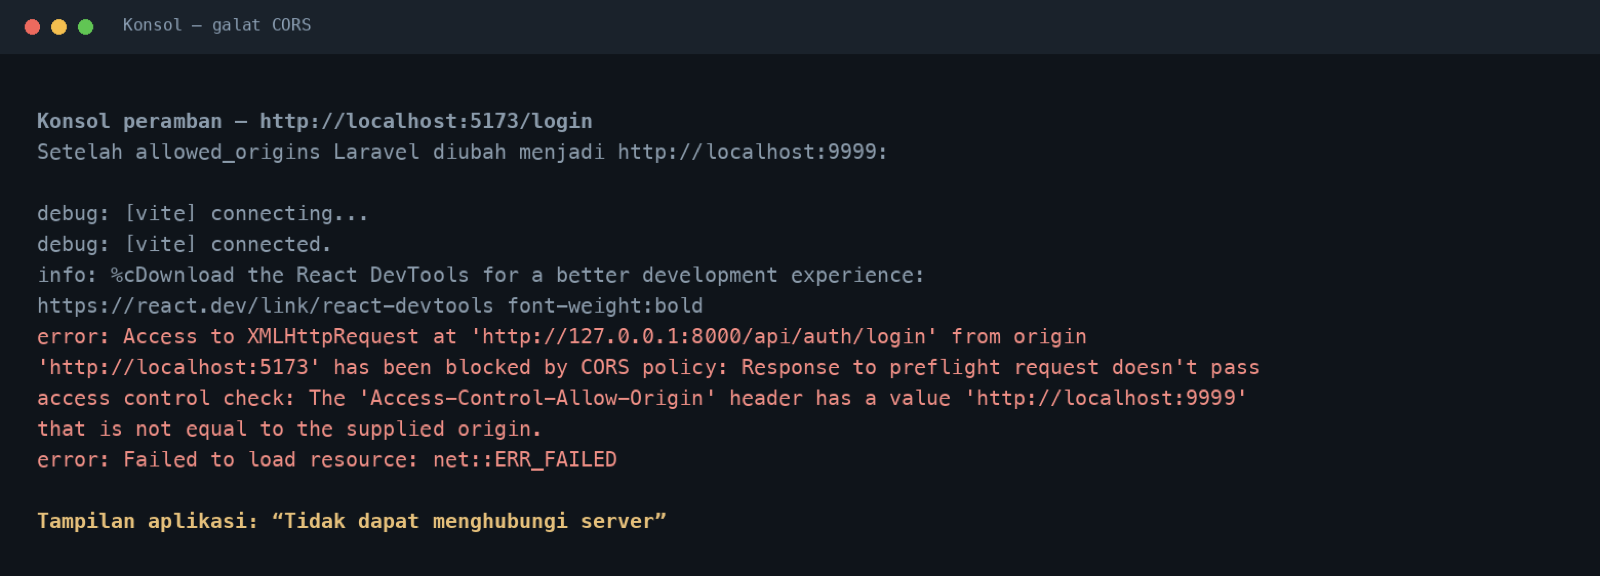 Konsol — galat CORS
Konsol peramban — http://localhost:5173/login
Setelah allowed_origins Laravel diubah menjadi http://localhost:9999:
debug: [vite] connecting...
debug: [vite] connected.
info: %cDownload the React DevTools for a better development experience:
https://react.dev/link/react-devtools font-weight:bold
error: Access to XMLHttpRequest at 'http://127.0.0.1:8000/api/auth/login' from origin
'http://localhost:5173' has been blocked by CORS policy: Response to preflight request doesn't pass
access control check: The 'Access-Control-Allow-Origin' header has a value 'http://localhost:9999'
that is not equal to the supplied origin.
error: Failed to load resource: net::ERR_FAILED
Tampilan aplikasi: “Tidak dapat menghubungi server”